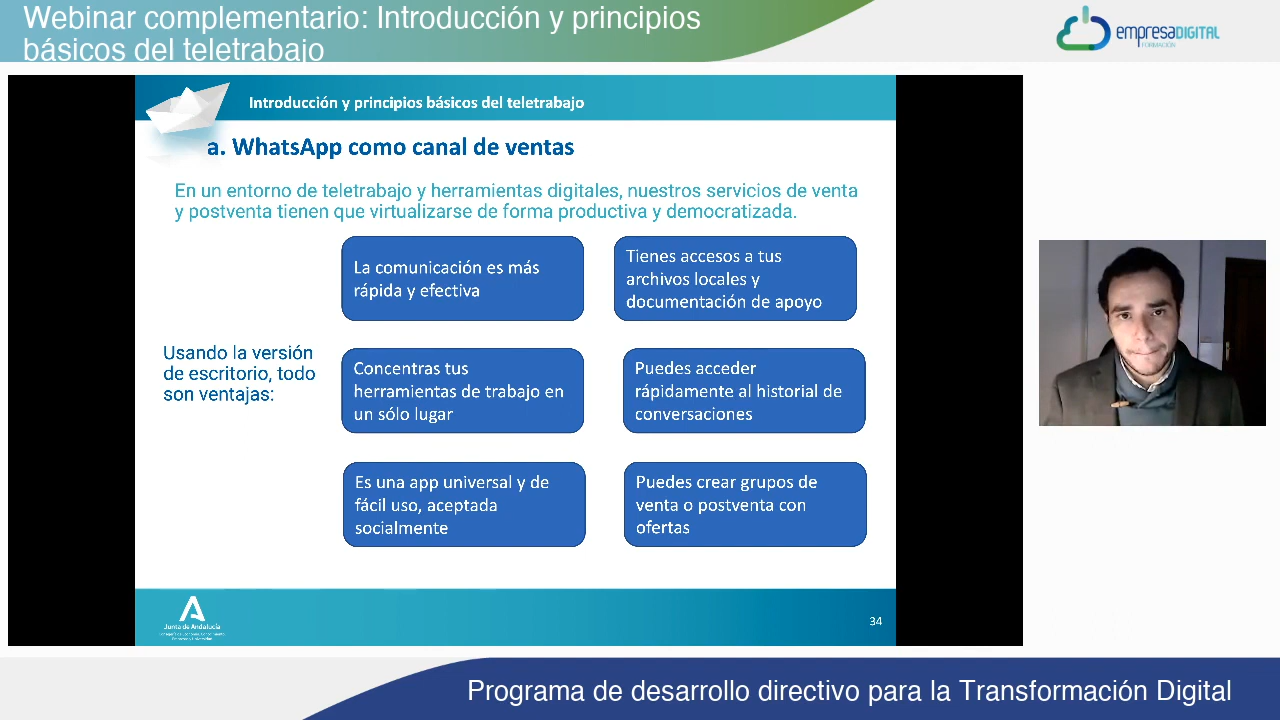 Webinar complementario: Introducción y principios
básicos del teletrabajo
empresaDIGITAL
FORMACIÓN
Introducción y principios básicos del teletrabajo
a. WhatsApp como canal de ventas
En un entorno de teletrabajo y herramientas digitales, nuestros servicios de venta
y postventa tienen que virtualizarse de forma productiva y democratizada.
Usando la versión
de escritorio, todo
son ventajas:
La comunicación es más
rápida y efectiva
Tienes accesos a tus
archivos locales y
documentación de apoyo
Concentras tus
herramientas de trabajo en
un sólo lugar
Puedes acceder
rápidamente al historial de
conversaciones
Es una app universal y de
fácil uso, aceptada
socialmente
Puedes crear grupos de
venta o postventa con
ofertas
Junta de Andalucía
34
Programa de desarrollo directivo para la Transformación Digital